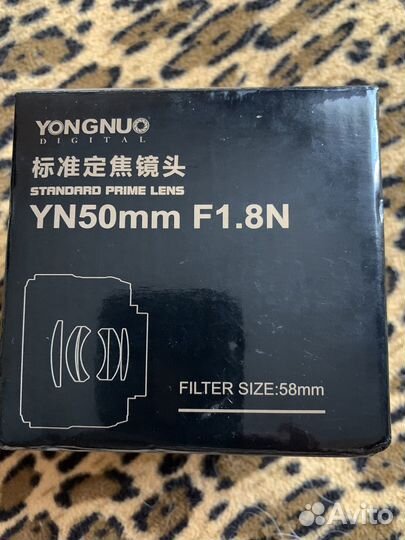 YONGNUO
DIGITAL
标准定焦镜头
STANDARD PRIME LENS
YN50mm F1.8N
FILTER SIZE:58mm
Avito